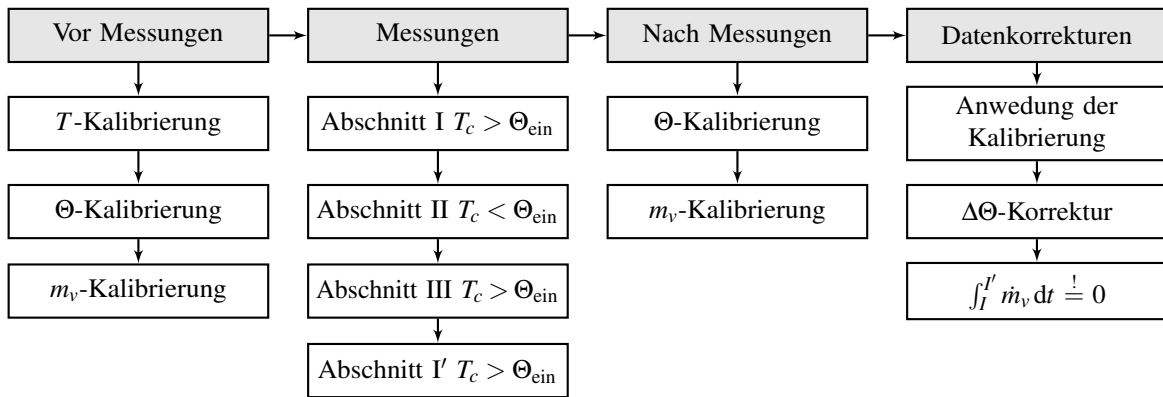 Vor Messungen
T-Kalibrierung
Θ-Kalibrierung
m_v-Kalibrierung
Messungen
Abschnitt I T_c > Θ_ein
Abschnitt II T_c < Θ_ein
Abschnitt III T_c > Θ_ein
Abschnitt I′ T_c > Θ_ein
Nach Messungen
Θ-Kalibrierung
m_v-Kalibrierung
Datenkorrekturen
Anwedung der
Kalibrierung
ΔΘ-Korrektur
∫_I^{I′} ṁ_v dt =^! 0